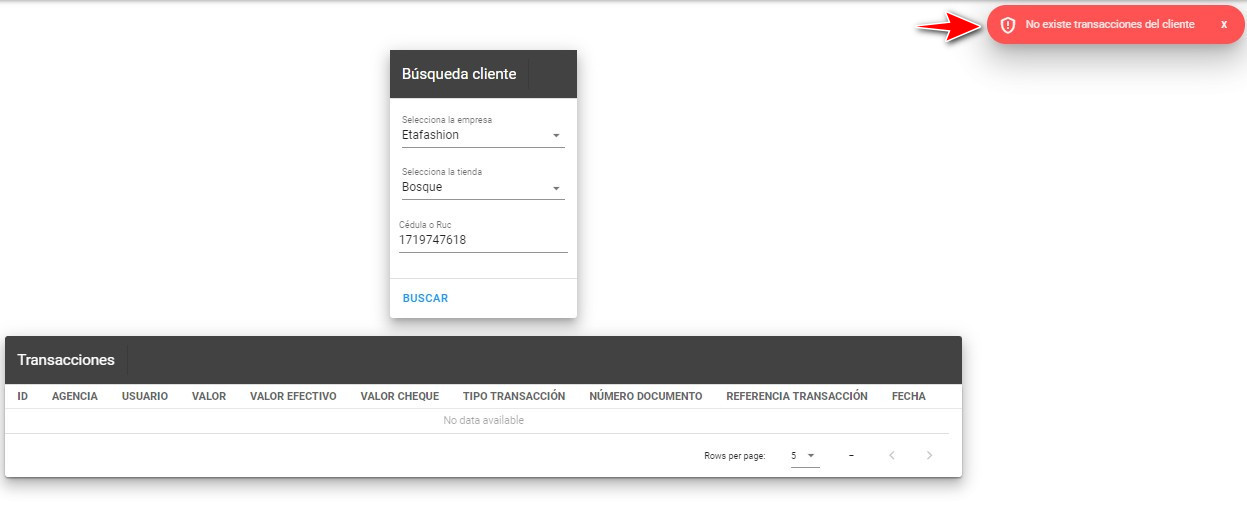 No existe transacciones del cliente x
Búsqueda cliente
Selecciona la empresa
Etafashion
Selecciona la tienda
Bosque
Cédula o Ruc
1719747618
BUSCAR
Transacciones
ID AGENCIA USUARIO VALOR VALOR EFECTIVO VALOR CHEQUE TIPO TRANSACCIÓN NÚMERO DOCUMENTO REFERENCIA TRANSACCIÓN FECHA
No data available
Rows per page: 5 –